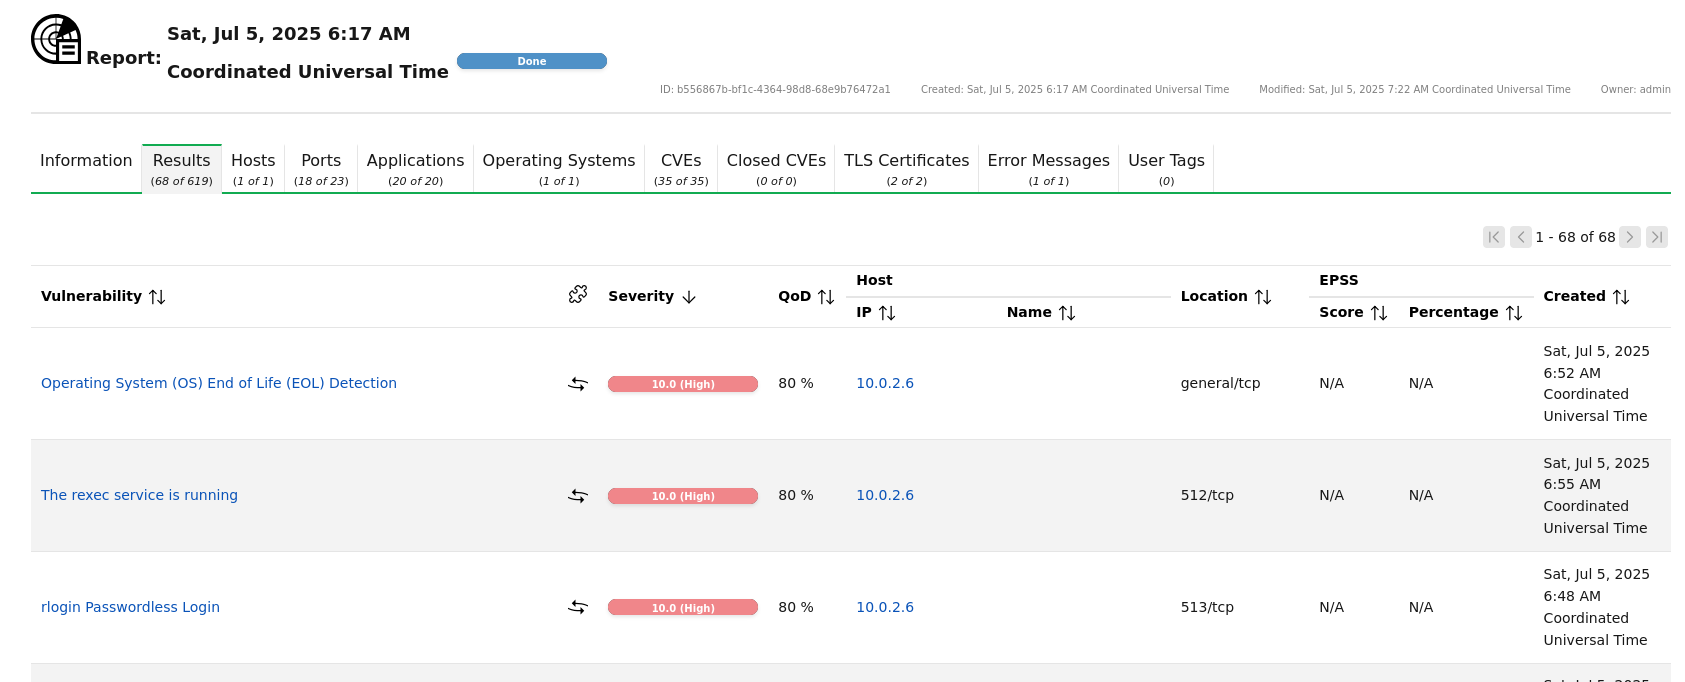 Report:
Sat, Jul 5, 2025 6:17 AM
Coordinated Universal Time
Done
ID: b556867b-bf1c-4364-98d8-68e9b76472a1 Created: Sat, Jul 5, 2025 6:17 AM Coordinated Universal Time Modified: Sat, Jul 5, 2025 7:22 AM Coordinated Universal Time Owner: admin
Information Results Hosts Ports Applications Operating Systems CVEs Closed CVEs TLS Certificates Error Messages User Tags
(68 of 619) (1 of 1) (18 of 23) (20 of 20) (1 of 1) (35 of 35) (0 of 0) (2 of 2) (1 of 1) (0)
1 - 68 of 68
Host EPSS
Vulnerability Severity QoD Location Created
IP Name Score Percentage
Operating System (OS) End of Life (EOL) Detection 10.0 (High) 80 % 10.0.2.6 general/tcp N/A N/A
Sat, Jul 5, 2025
6:52 AM
Coordinated
Universal Time
The rexec service is running 10.0 (High) 80 % 10.0.2.6 512/tcp N/A N/A
Sat, Jul 5, 2025
6:55 AM
Coordinated
Universal Time
rlogin Passwordless Login 10.0 (High) 80 % 10.0.2.6 513/tcp N/A N/A
Sat, Jul 5, 2025
6:48 AM
Coordinated
Universal Time